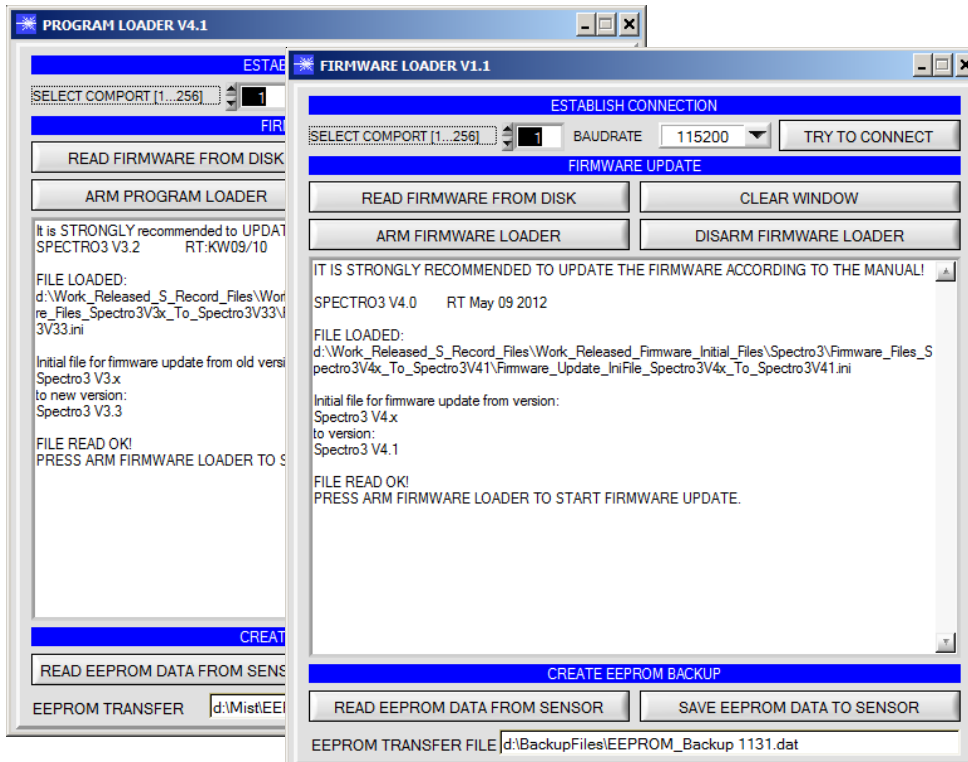 PROGRAM LOADER V4.1
ESTAB
SELECT COMPORT [1...256] 1
FIR
READ FIRMWARE FROM DISK
ARM PROGRAM LOADER
It is STRONGLY recommended to UPDAT
SPECTRO3 V3.2 RT:KW09/10
FILE LOADED:
d:\Work_Released_S_Record_Files\Wor
re_Files_Spectro3V3x_To_Spectro3V33\
3V33.ini
Initial file for firmware update from old versi
Spectro3 V3.x
to new version:
Spectro3 V3.3
FILE READ OK!
PRESS ARM FIRMWARE LOADER TO S
CREAT
READ EEPROM DATA FROM SENS
EEPROM TRANSFER d:\Mist\EE
FIRMWARE LOADER V1.1
ESTABLISH CONNECTION
SELECT COMPORT [1...256] 1 BAUDRATE 115200 TRY TO CONNECT
FIRMWARE UPDATE
READ FIRMWARE FROM DISK CLEAR WINDOW
ARM FIRMWARE LOADER DISARM FIRMWARE LOADER
IT IS STRONGLY RECOMMENDED TO UPDATE THE FIRMWARE ACCORDING TO THE MANUAL!
SPECTRO3 V4.0 RT May 09 2012
FILE LOADED:
d:\Work_Released_S_Record_Files\Work_Released_Firmware_Initial_Files\Spectro3\Firmware_Files_S
pectro3V4x_To_Spectro3V41\Firmware_Update_IniFile_Spectro3V4x_To_Spectro3V41.ini
Initial file for firmware update from version:
Spectro3 V4.x
to version:
Spectro3 V4.1
FILE READ OK!
PRESS ARM FIRMWARE LOADER TO START FIRMWARE UPDATE.
CREATE EEPROM BACKUP
READ EEPROM DATA FROM SENSOR SAVE EEPROM DATA TO SENSOR
EEPROM TRANSFER FILE d:\BackupFiles\EEPROM_Backup 1131.dat